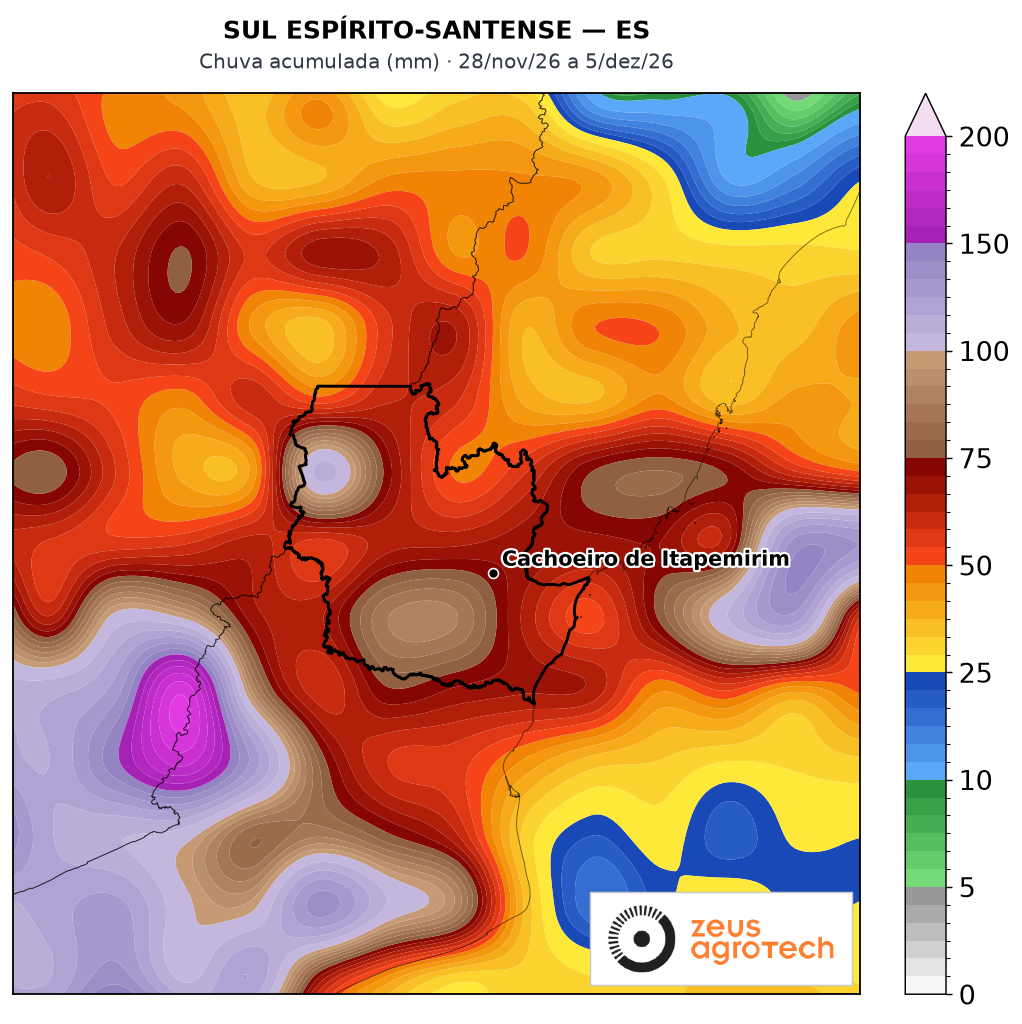 SUL ESPÍRITO-SANTENSE — ES
Chuva acumulada (mm) · 28/nov/26 a 5/dez/26
200
150
100
75
50
25
10
5
0
Cachoeiro de Itapemirim
zeus
agrotech